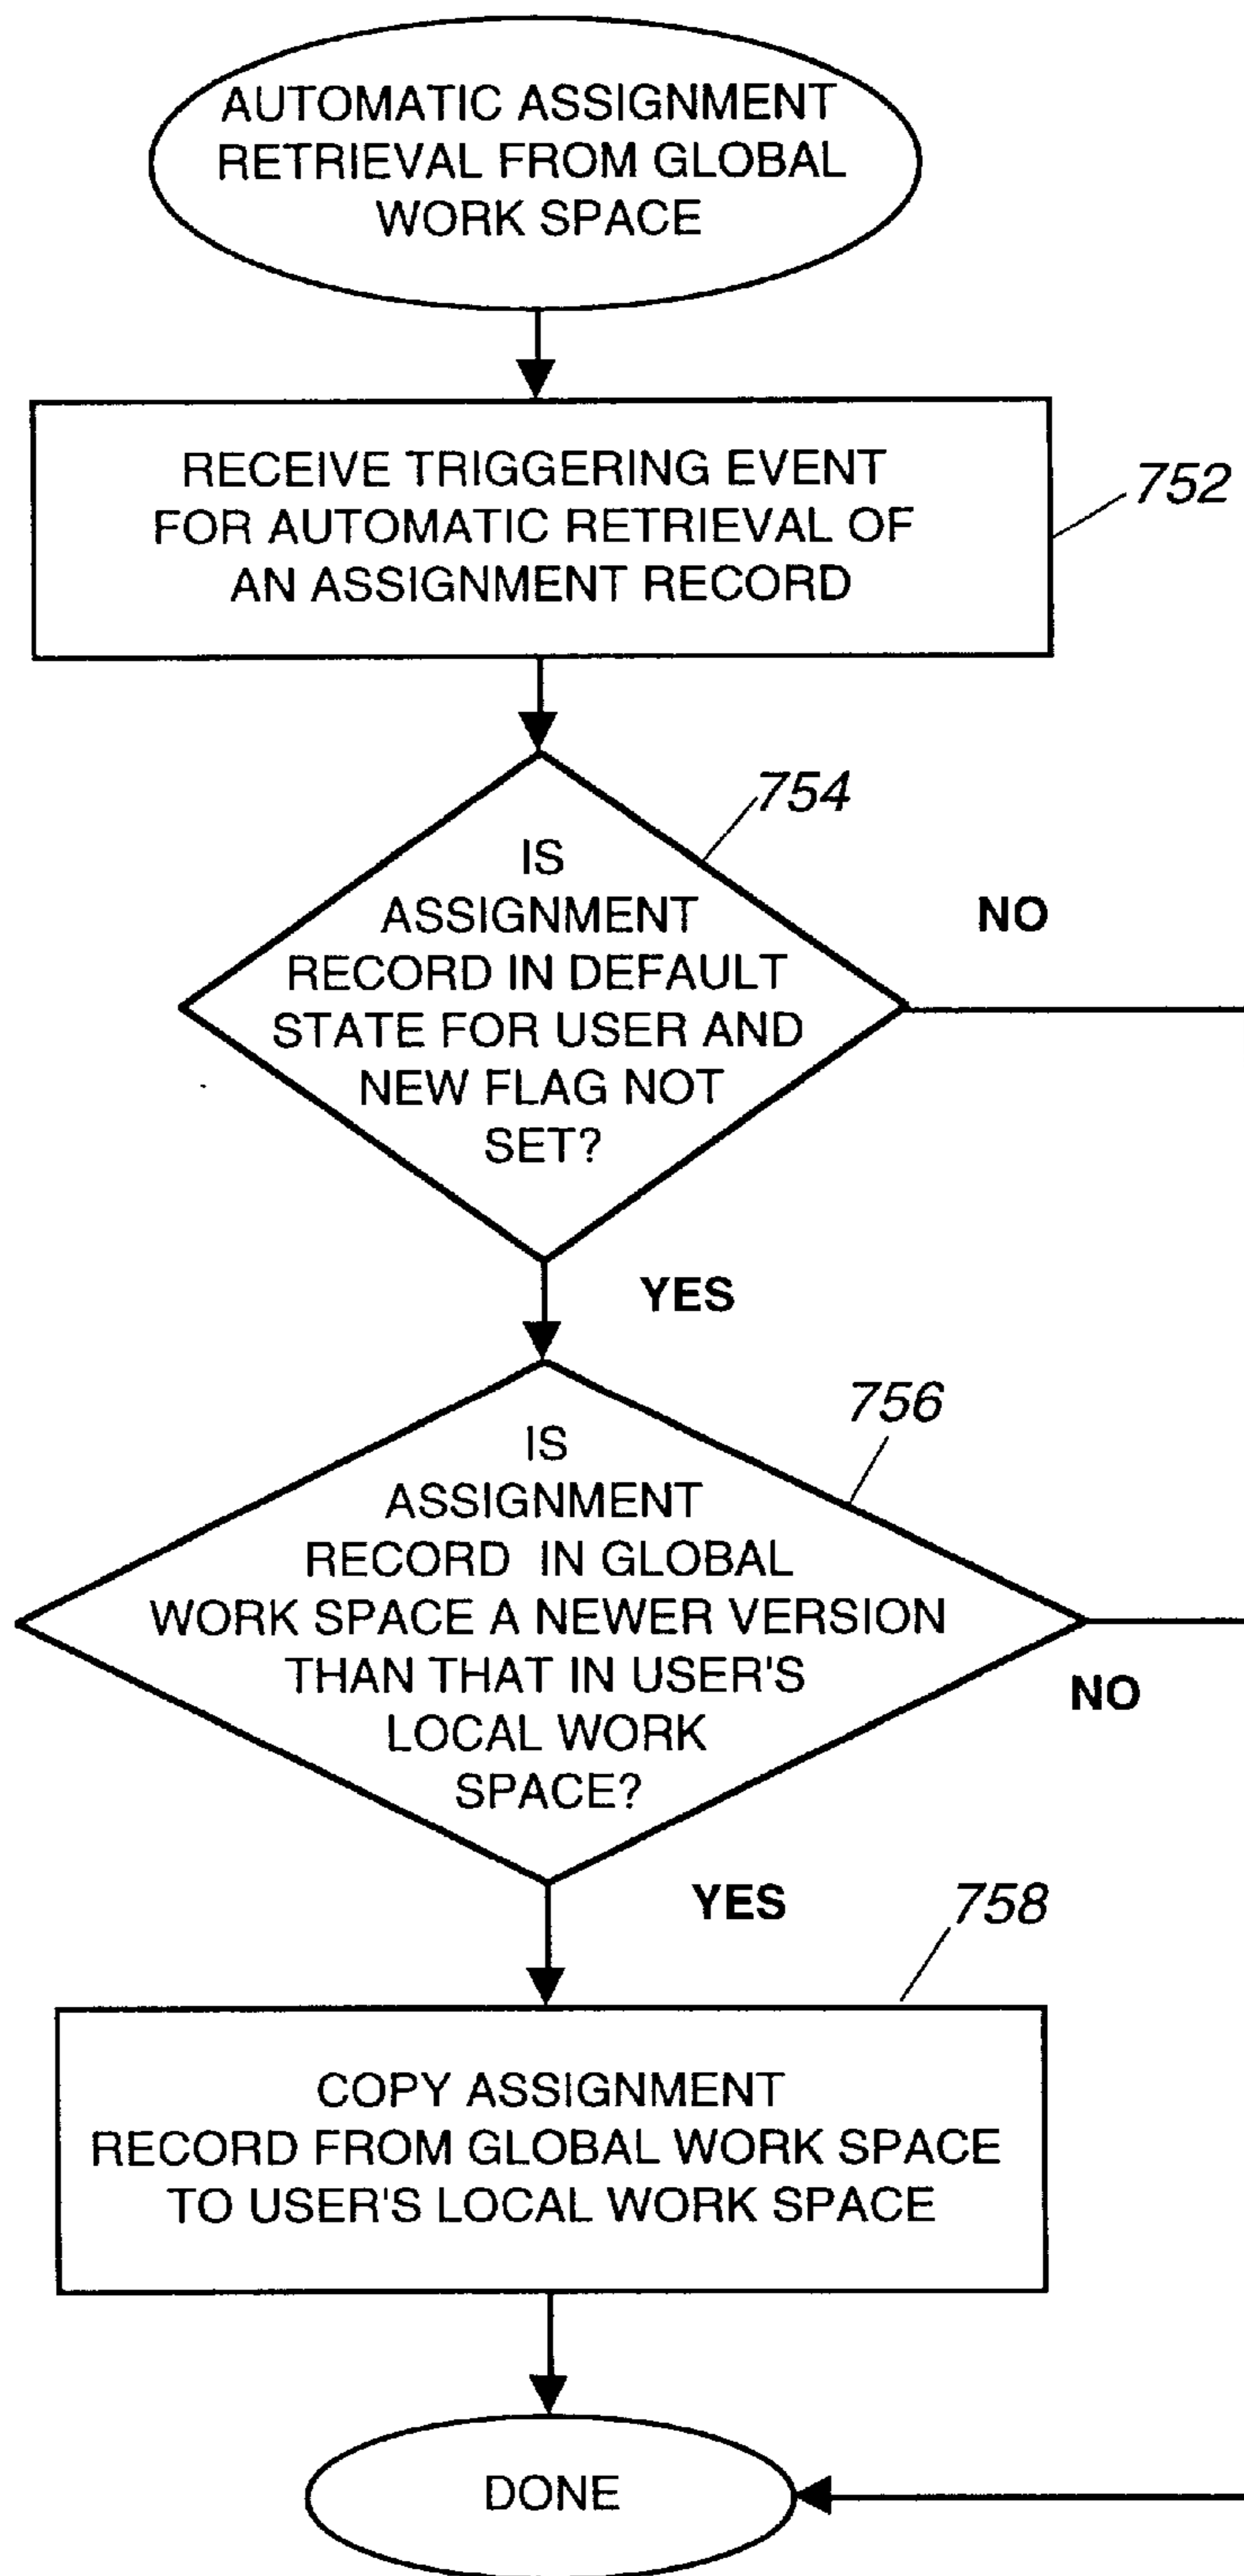 AUTOMATIC ASSIGNMENT
RETRIEVAL FROM GLOBAL
WORK SPACE
RECEIVE TRIGGERING EVENT
FOR AUTOMATIC RETRIEVAL OF
AN ASSIGNMENT RECORD
752
754
IS
ASSIGNMENT
RECORD IN DEFAULT
STATE FOR USER AND
NEW FLAG NOT
SET?
NO
YES
756
IS
ASSIGNMENT
RECORD IN GLOBAL
WORK SPACE A NEWER VERSION
THAN THAT IN USER'S
LOCAL WORK
SPACE?
NO
YES
758
COPY ASSIGNMENT
RECORD FROM GLOBAL WORK SPACE
TO USER'S LOCAL WORK SPACE
DONE